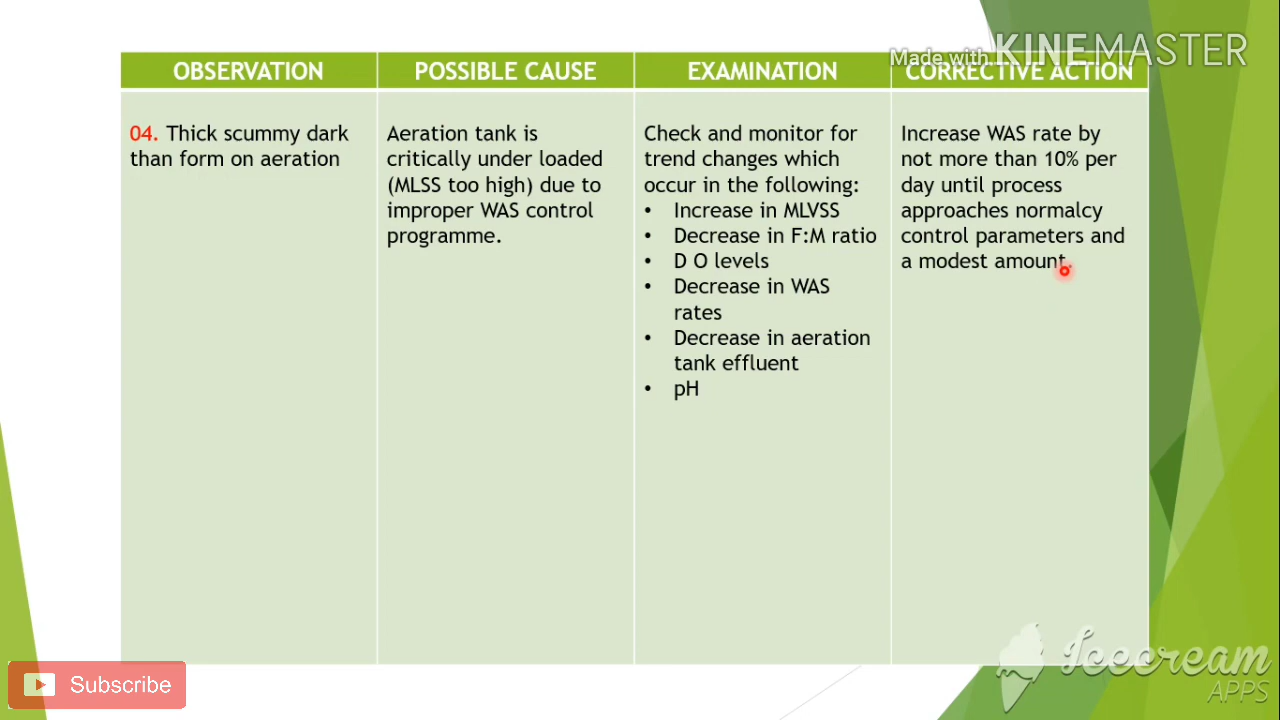 Made with KINEMASTER
OBSERVATION
POSSIBLE CAUSE
EXAMINATION
CORRECTIVE ACTION
04. Thick scummy dark
than form on aeration
Aeration tank is
critically under loaded
(MLSS too high) due to
improper WAS control
programme.
Check and monitor for
trend changes which
occur in the following:
• Increase in MLVSS
• Decrease in F:M ratio
• D O levels
• Decrease in WAS
rates
• Decrease in aeration
tank effluent
• pH
Increase WAS rate by
not more than 10% per
day until process
approaches normalcy
control parameters and
a modest amount.
Subscribe
Icecream
APPS